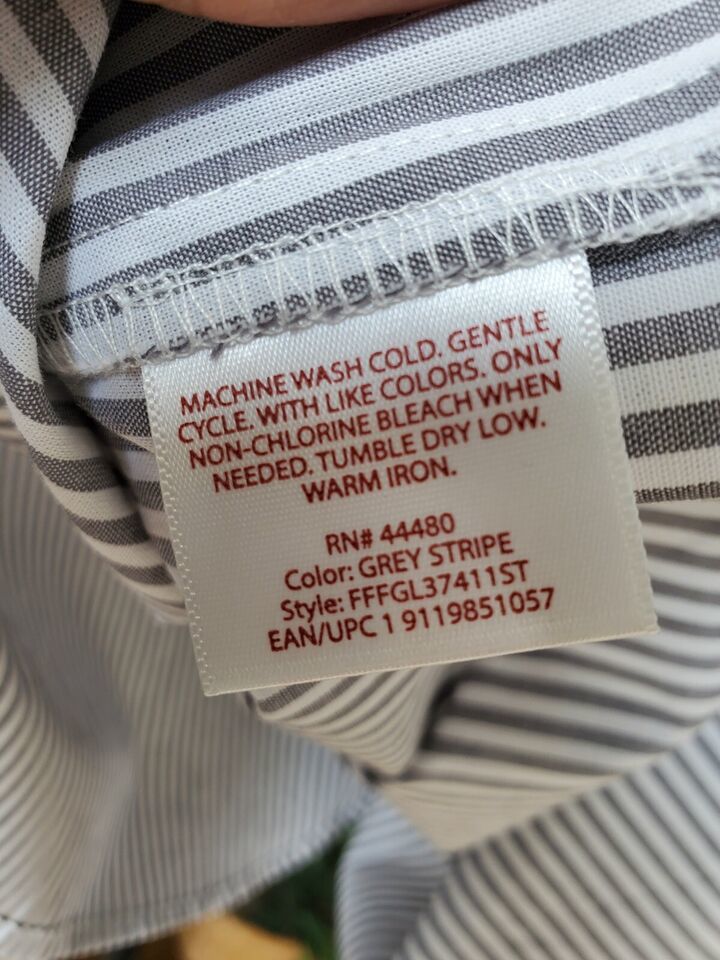 MACHINE WASH COLD. GENTLE
CYCLE. WITH LIKE COLORS. ONLY
NON-CHLORINE BLEACH WHEN
NEEDED. TUMBLE DRY LOW.
WARM IRON.
RN# 44480
Color: GREY STRIPE
Style: FFFGL37411ST
EAN/UPC 1 9119851057